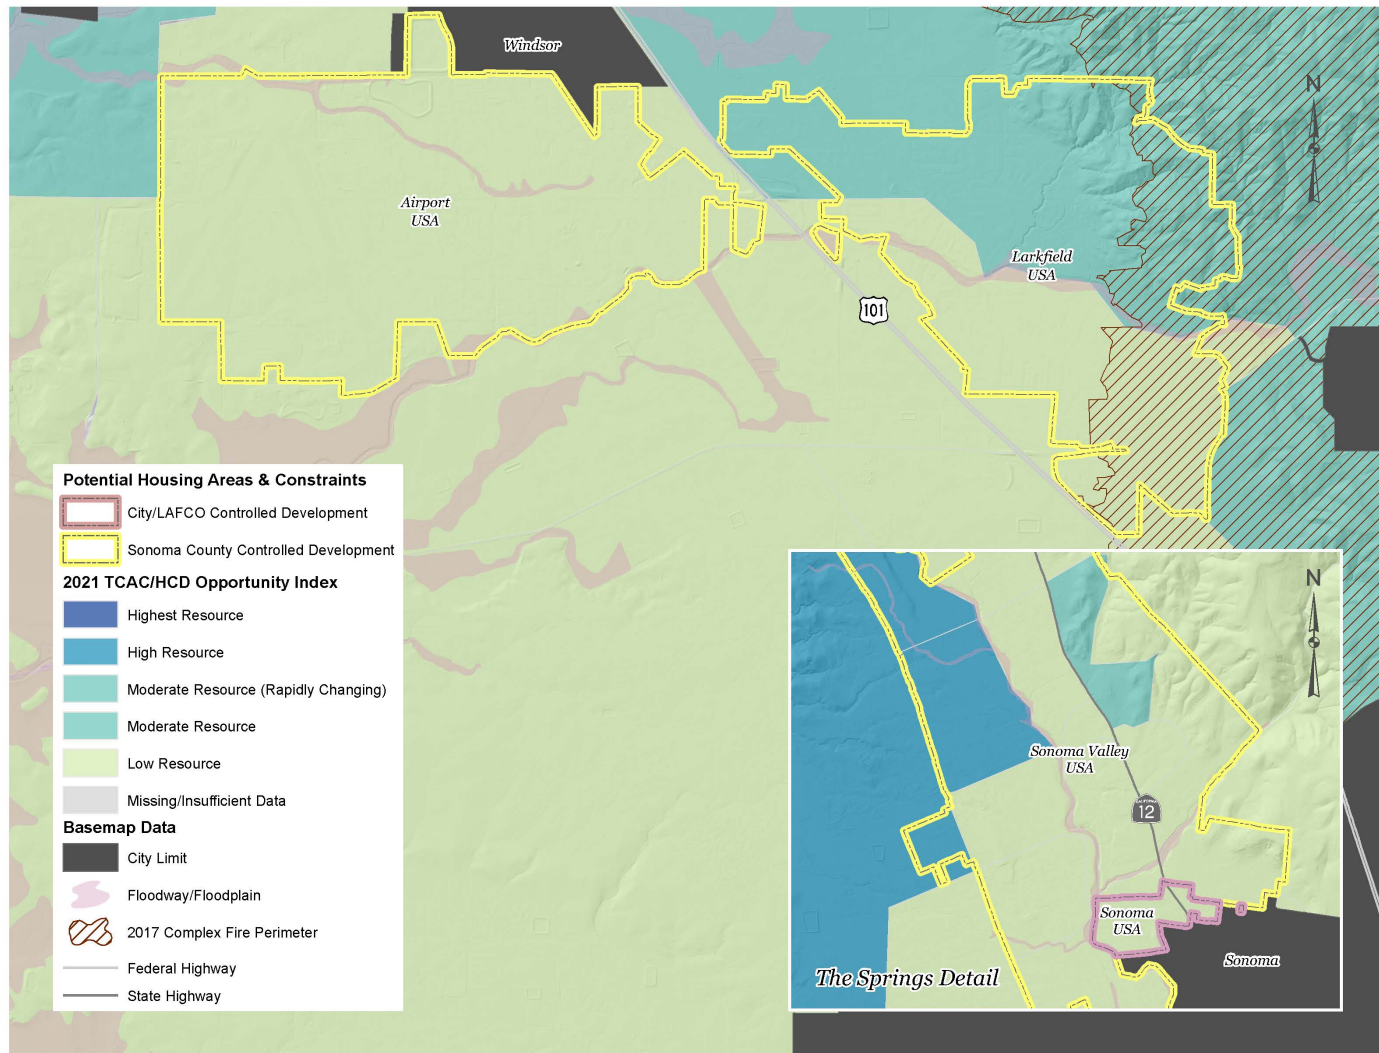 Windsor
N
Airport
USA
Larkfield
USA
101
Potential Housing Areas & Constraints
City/LAFCO Controlled Development
Sonoma County Controlled Development
2021 TCAC/HCD Opportunity Index
Highest Resource
High Resource
Moderate Resource (Rapidly Changing)
Moderate Resource
Low Resource
Missing/Insufficient Data
Basemap Data
City Limit
Floodway/Floodplain
2017 Complex Fire Perimeter
Federal Highway
State Highway
N
Sonoma Valley
USA
CALIFORNIA
12
Sonoma
USA
Sonoma
The Springs Detail